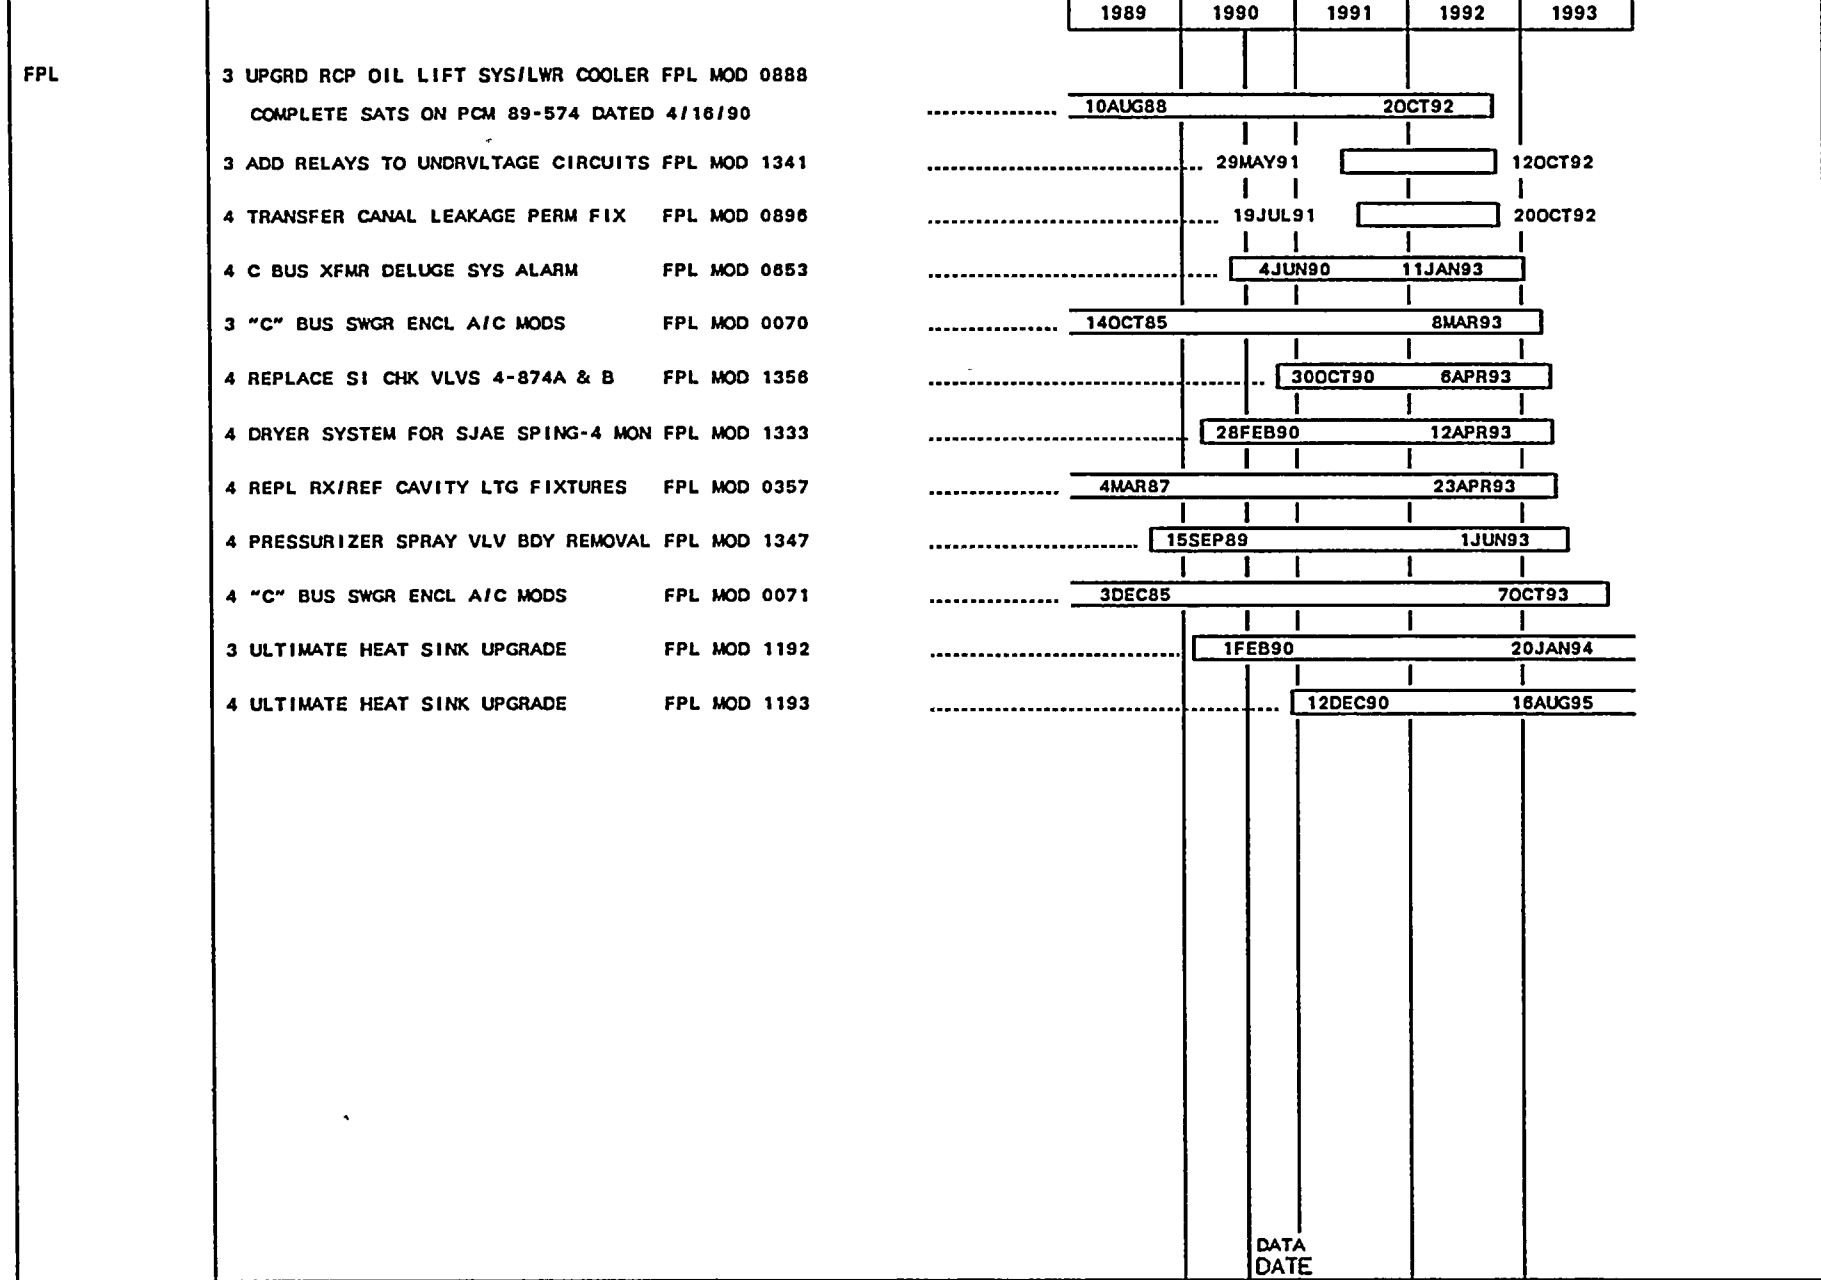 1989 1990 1991 1992 1993
FPL 3 UPGRD RCP OIL LIFT SYS/LWR COOLER FPL MOD 0888
COMPLETE SATS ON PCM 89-574 DATED 4/16/90 10AUG88 2OCT92
3 ADD RELAYS TO UNDRVLTAGE CIRCUITS FPL MOD 1341 29MAY91 12OCT92
4 TRANSFER CANAL LEAKAGE PERM FIX FPL MOD 0896 19JUL91 20OCT92
4 C BUS XFMR DELUGE SYS ALARM FPL MOD 0653 4JUN90 11JAN93
3 "C" BUS SWGR ENCL A/C MODS FPL MOD 0070 14OCT85 8MAR93
4 REPLACE SI CHK VLVS 4-874A & B FPL MOD 1356 30OCT90 6APR93
4 DRYER SYSTEM FOR SJAE SPING-4 MON FPL MOD 1333 28FEB90 12APR93
4 REPL RX/REF CAVITY LTG FIXTURES FPL MOD 0357 4MAR87 23APR93
4 PRESSURIZER SPRAY VLV BDY REMOVAL FPL MOD 1347 15SEP89 1JUN93
4 "C" BUS SWGR ENCL A/C MODS FPL MOD 0071 3DEC85 7OCT93
3 ULTIMATE HEAT SINK UPGRADE FPL MOD 1192 1FEB90 20JAN94
4 ULTIMATE HEAT SINK UPGRADE FPL MOD 1193 12DEC90 16AUG95
DATA
DATE